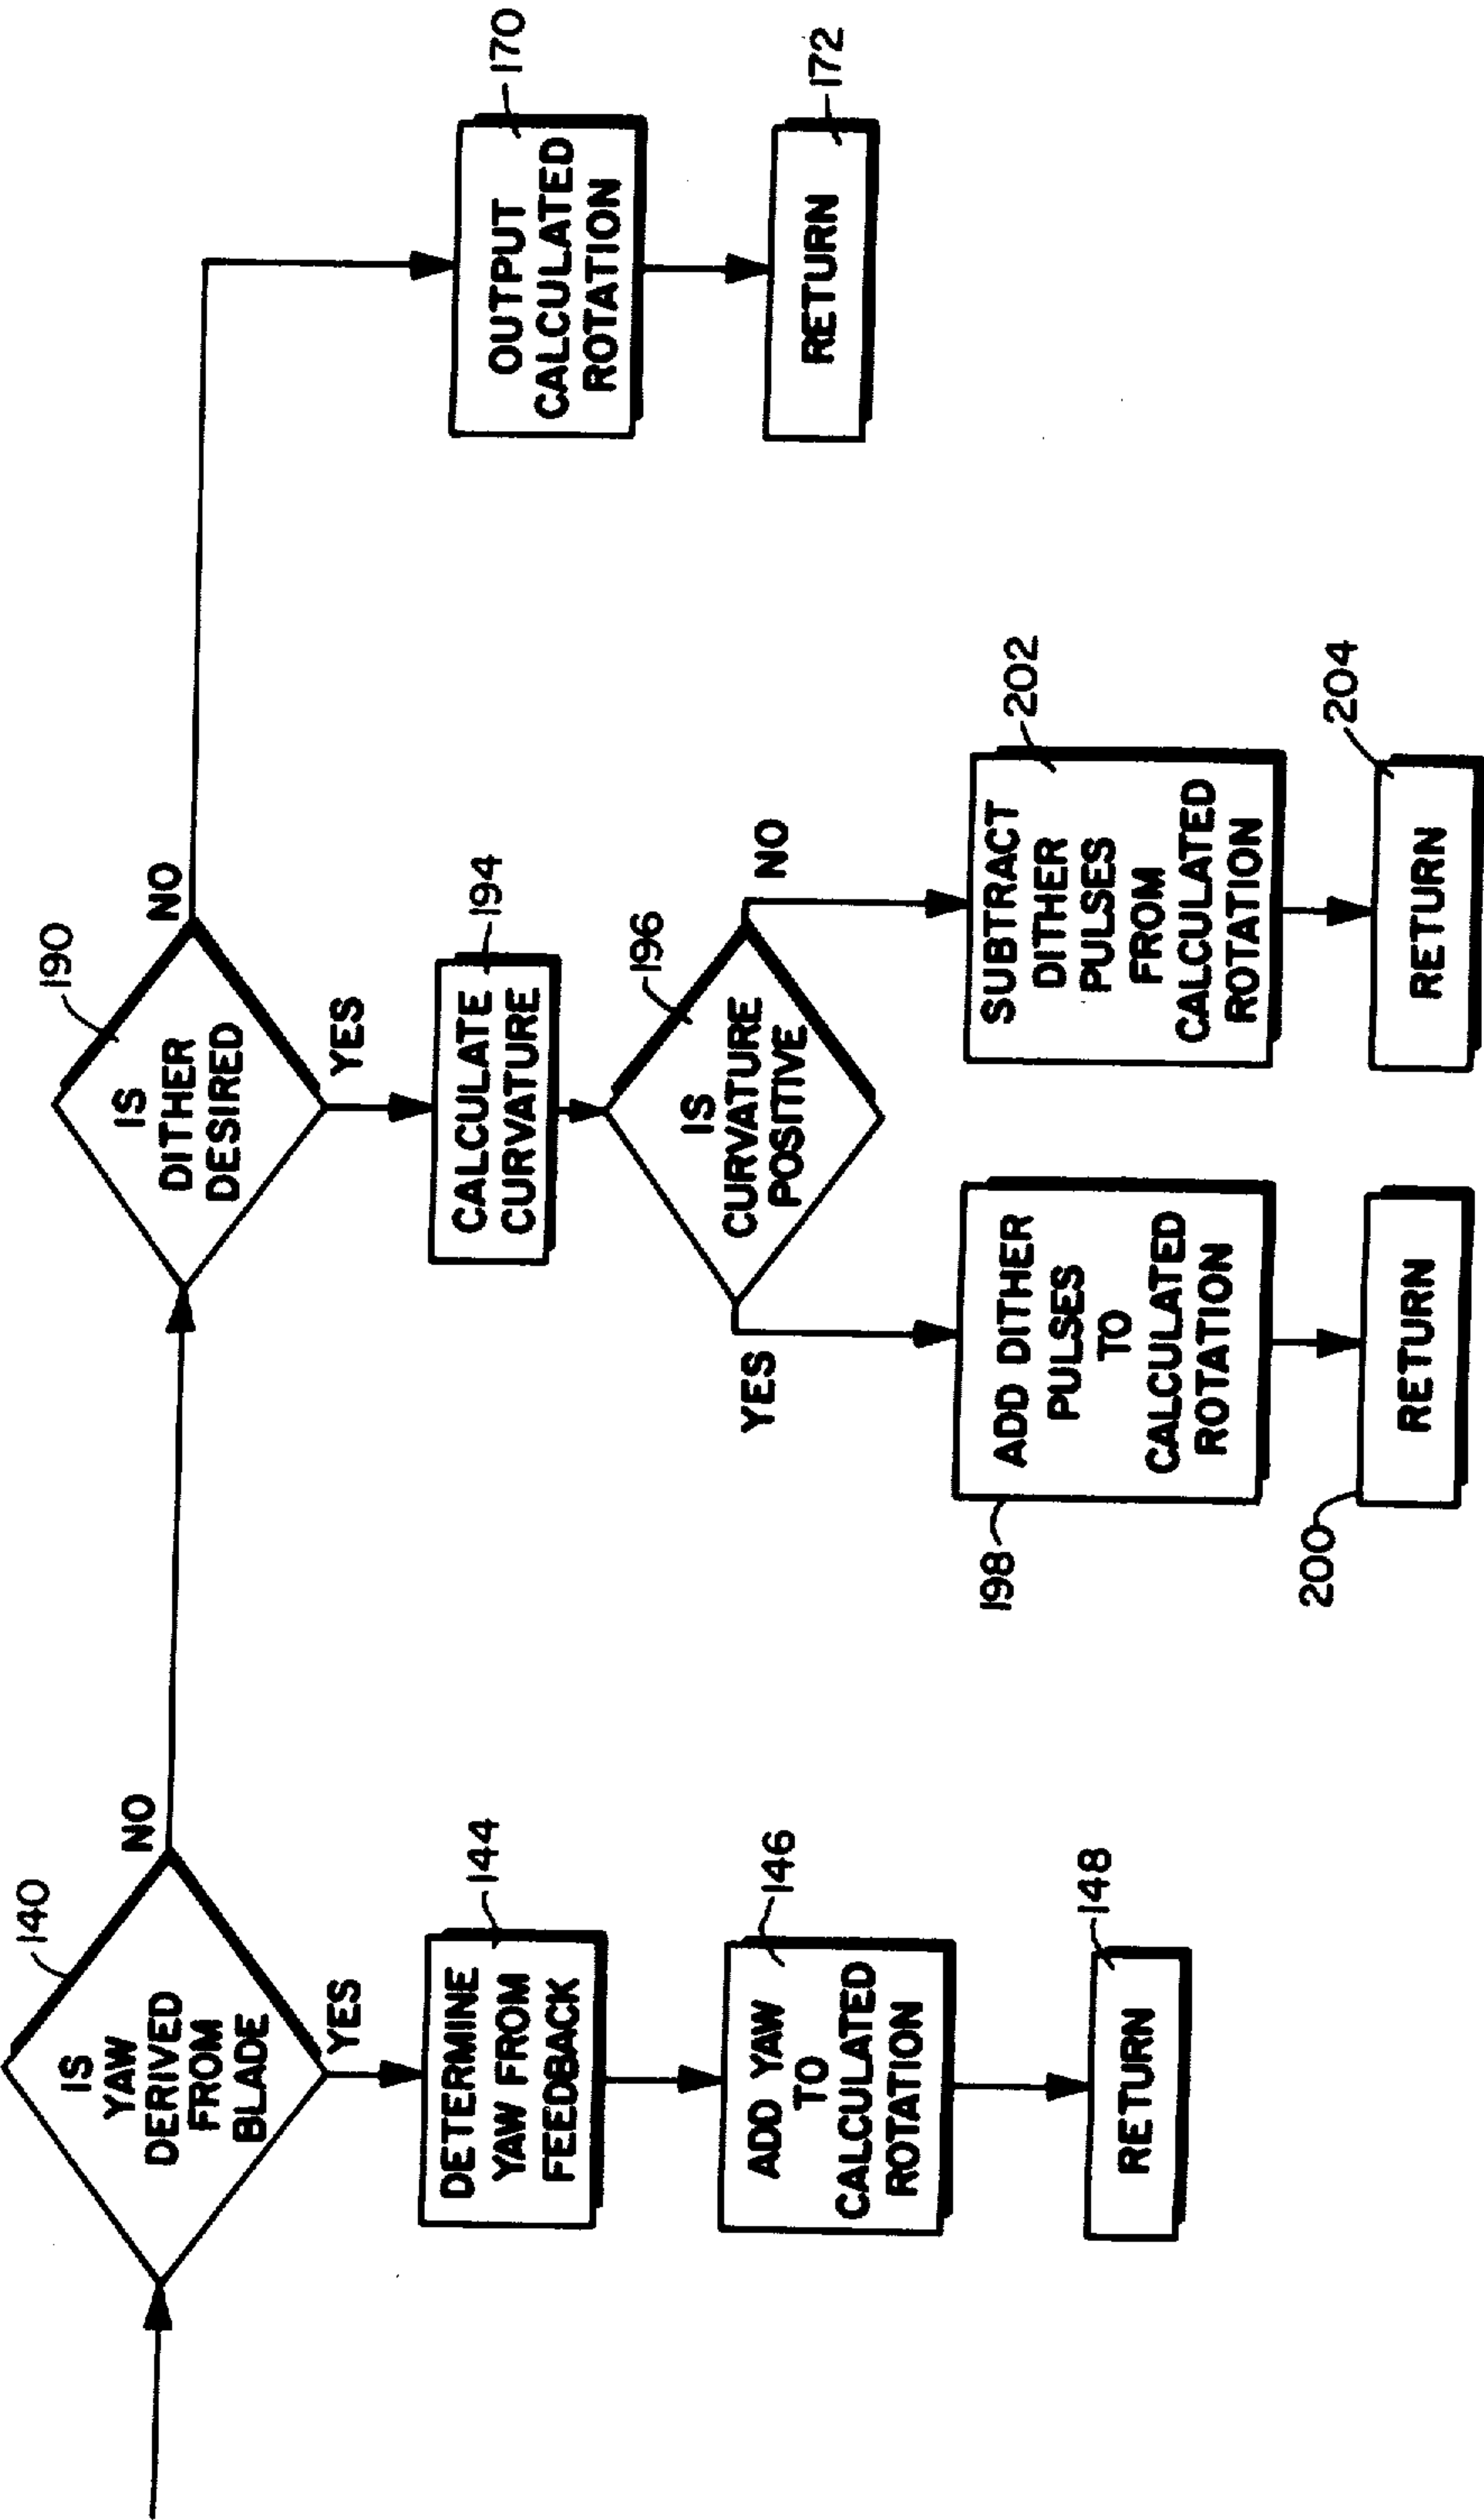 140
IS
YAW
DERIVED
FROM
BLADE
NO
YES
144
DETERMINE
YAW FROM
FEEDBACK
146
ADD YAW
TO
CALCULATED
ROTATION
148
RETURN
190
IS
DITHER
DESIRED
NO
YES
194
CALCULATE
CURVATURE
196
IS
CURVATURE
POSITIVE
YES
NO
198
ADD DITHER
PULSES
TO
CALCULATED
ROTATION
200
RETURN
202
SUBTRACT
DITHER
PULSES
FROM
CALCULATED
ROTATION
204
RETURN
170
OUTPUT
CALCULATED
ROTATION
172
RETURN